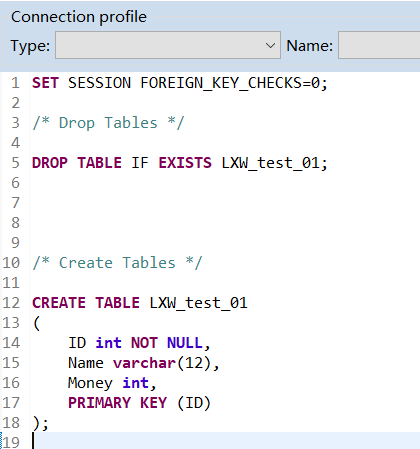 Connection profile
Type: Name:
1 SET SESSION FOREIGN_KEY_CHECKS=0;
2
3 /* Drop Tables */
4
5 DROP TABLE IF EXISTS LXW_test_01;
6
7
8
9
10 /* Create Tables */
11
12 CREATE TABLE LXW_test_01
13 (
14 ID int NOT NULL,
15 Name varchar(12),
16 Money int,
17 PRIMARY KEY (ID)
18 );
19